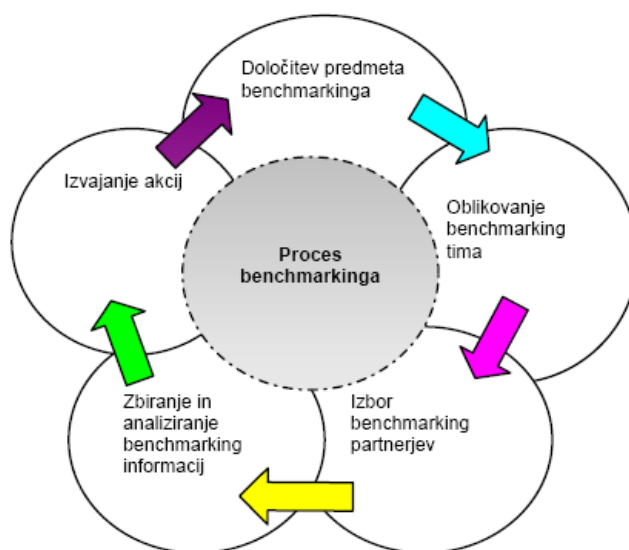 Določitev predmeta
benchmarkinga
Oblikovanje
benchmarking
tima
Izbor
benchmarking
partnerjev
Zbiranje in
analiziranje
benchmarking
informacij
Izvajanje akcij
Proces
benchmarkinga